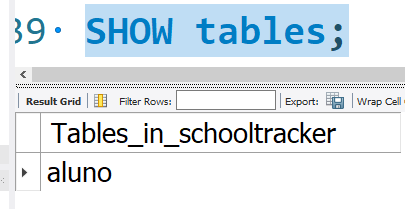 39 SHOW tables;
Result Grid Filter Rows: Export: Wrap Cell
Tables_in_schooltracker
aluno